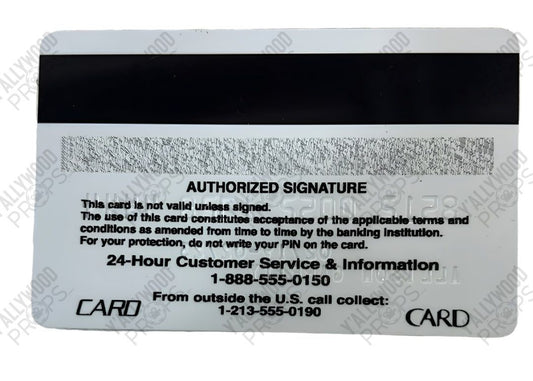 AUTHORIZED SIGNATURE
This card is not valid unless signed.
The use of this card constitutes acceptance of the applicable terms and
conditions as amended from time to time by the banking institution.
For your protection, do not write your PIN on the card.
24-Hour Customer Service & Information
1-888-555-0150
From outside the U.S. call collect:
1-213-555-0190
CARD
CARD
YALLYWOOD
PROPS